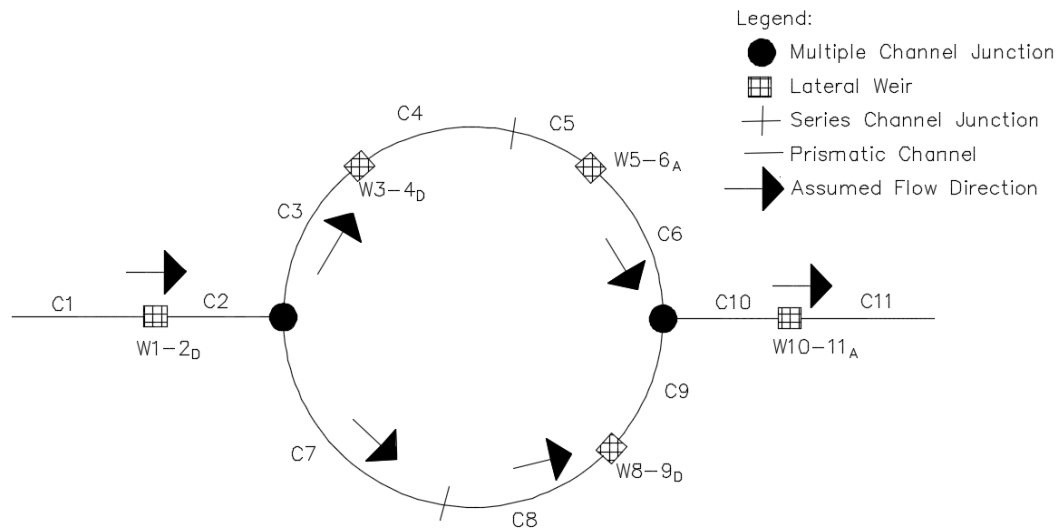 Legend:
Multiple Channel Junction
Lateral Weir
Series Channel Junction
Prismatic Channel
Assumed Flow Direction
C4
C5
W3-4D
W5-6A
C3
C6
C1
C2
W1-2D
C10
C11
W10-11A
C9
C7
W8-9D
C8